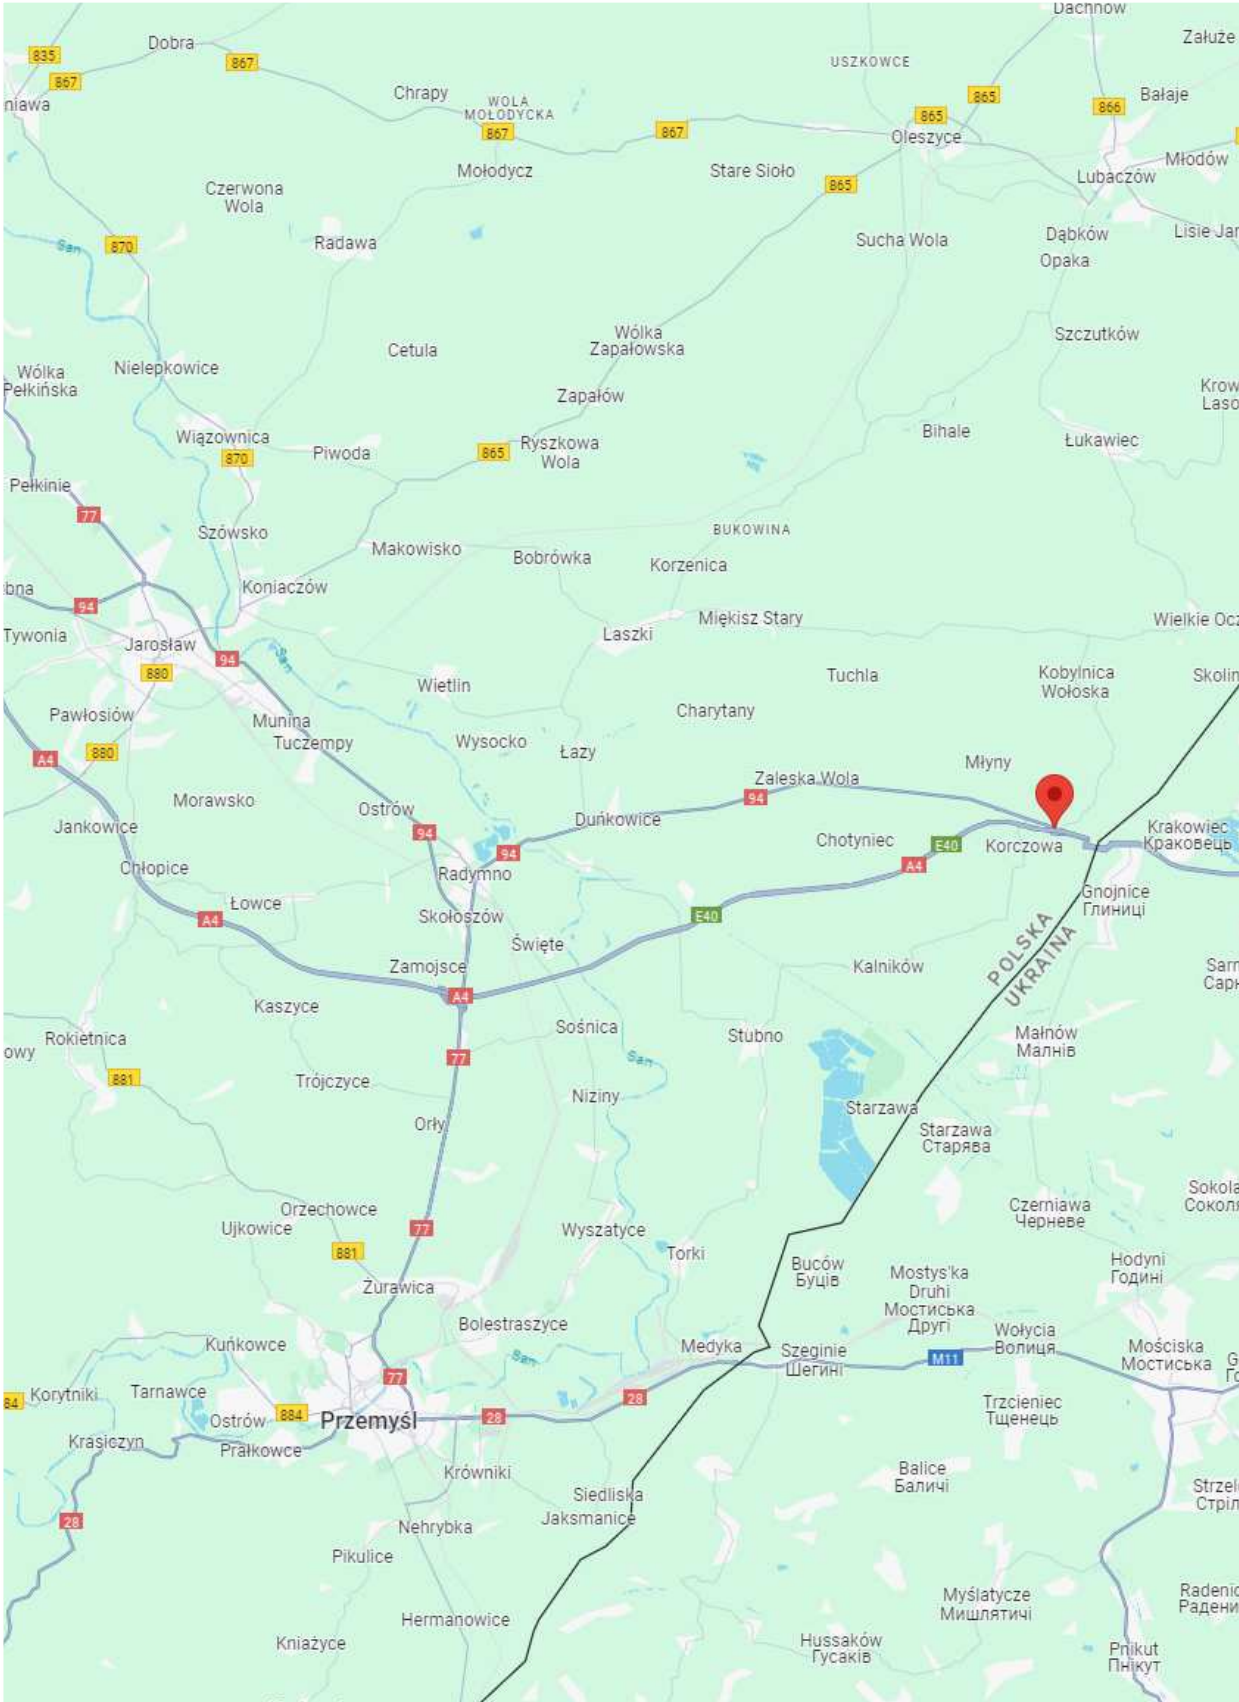 Dachnów
Dobra
Załuże
835
867
867
USZKOWCE
niawa
Chrapy
WOLA
MOŁODYCKA
867
867
865
865
866
Bałaje
Oleszyce
Młodów
Mołodycz
Stare Sioło
865
Lubaczów
Czerwona
Wola
San
870
Radawa
Sucha Wola
Dąbków
Opaka
Lisie Jar
Szczutków
Wólka
Zapałowska
Cetula
Nielepkowice
Wólka
Pełkińska
Zapałów
Krow
Laso
Wiązownica
870
Piwoda
865
Ryszkowa
Wola
Bihale
Łukawiec
Pełkinie
77
Szówsko
Makowisko
Bobrówka
BUKOWINA
Korzenica
bna
94
Koniaczów
Tywonia
Jarosław
880
94
San
Laszki
Miękisz Stary
Wielkie Ocz
Wietlin
Tuchla
Kobylnica
Wołoska
Skolin
Pawłosiów
880
A4
Munina
Tuczempy
Wysocko
Łazy
Charytany
Młyny
Zaleska Wola
94
Morawsko
Ostrów
94
Duńkowice
Jankowice
Chłopice
94
Radymno
Chotyniec
E40
A4
Korczowa
Krakowiec
Краковець
Gnojnice
Глиниці
Łowce
A4
Skołoszów
E40
Święte
POLSKA
UKRAINA
Zamojsce
A4
Kalników
Sarn
Сарн
Kaszyce
Sośnica
Stubno
Małnów
Малнів
Rokietnica
owy
77
San
881
Trójczyce
Niziny
Orły
Starzawa
Starzawa
Старява
Sokola
Соколя
Orzechowce
Ujkowice
77
881
Wyszatyce
Torki
Czerniawa
Черневе
Buców
Буців
Hodyni
Годині
Żurawica
Mostys'ka
Druhi
Мостиська
Другі
Bolestraszyce
Kuńkowce
San
Medyka
Szeginie
Шегині
M11
Wołycia
Волиця
Mościska
Мостиська
77
28
84
Korytniki
Tarnawce
Ostrów
884
Przemyśl
28
Trzcieniec
Тщенець
Krasiczyn
Prałkowce
Krówniki
Balice
Баличі
Siedliska
Strzel
Стріл
Jaksmanice
28
Nehrybka
Pikulice
Myślatycze
Мишлятичі
Radenic
Радени
Hermanowice
Kniażyce
Hussaków
Гусаків
Pnikut
Пнікут